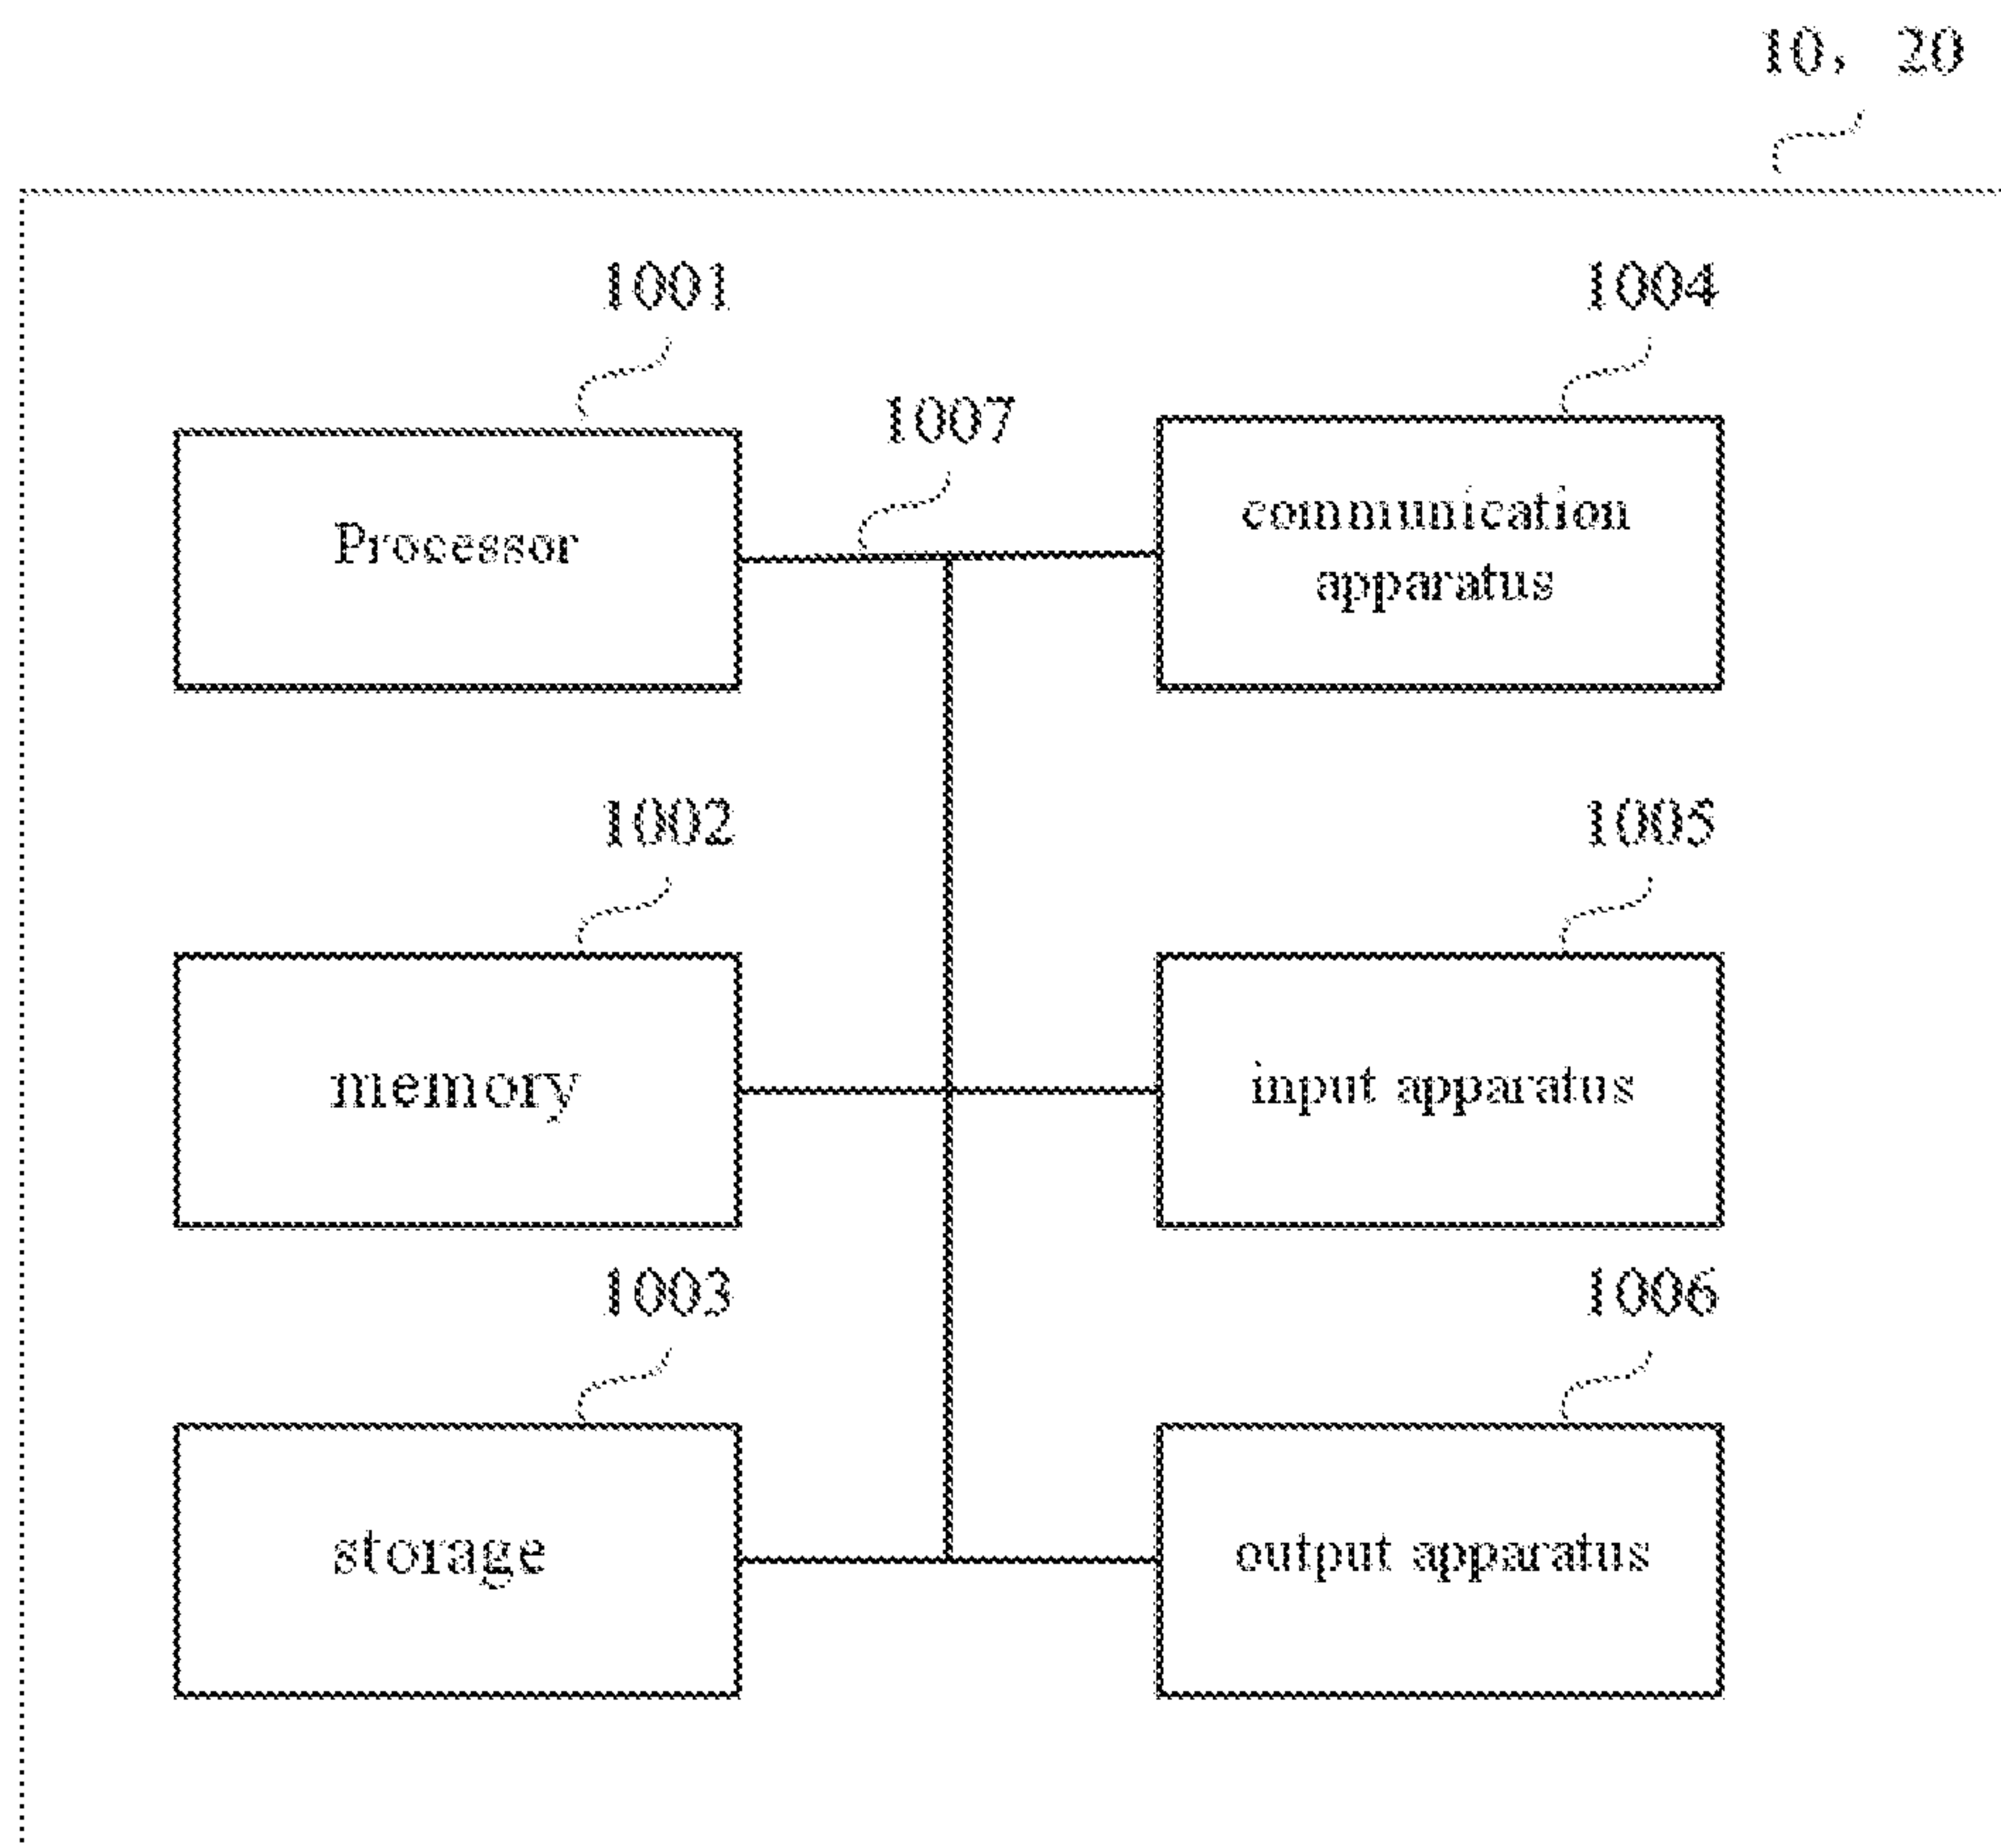 10, 20
1001
1004
1007
Processor
communication
apparatus
1002
1005
memory
input apparatus
1003
1006
storage
output apparatus